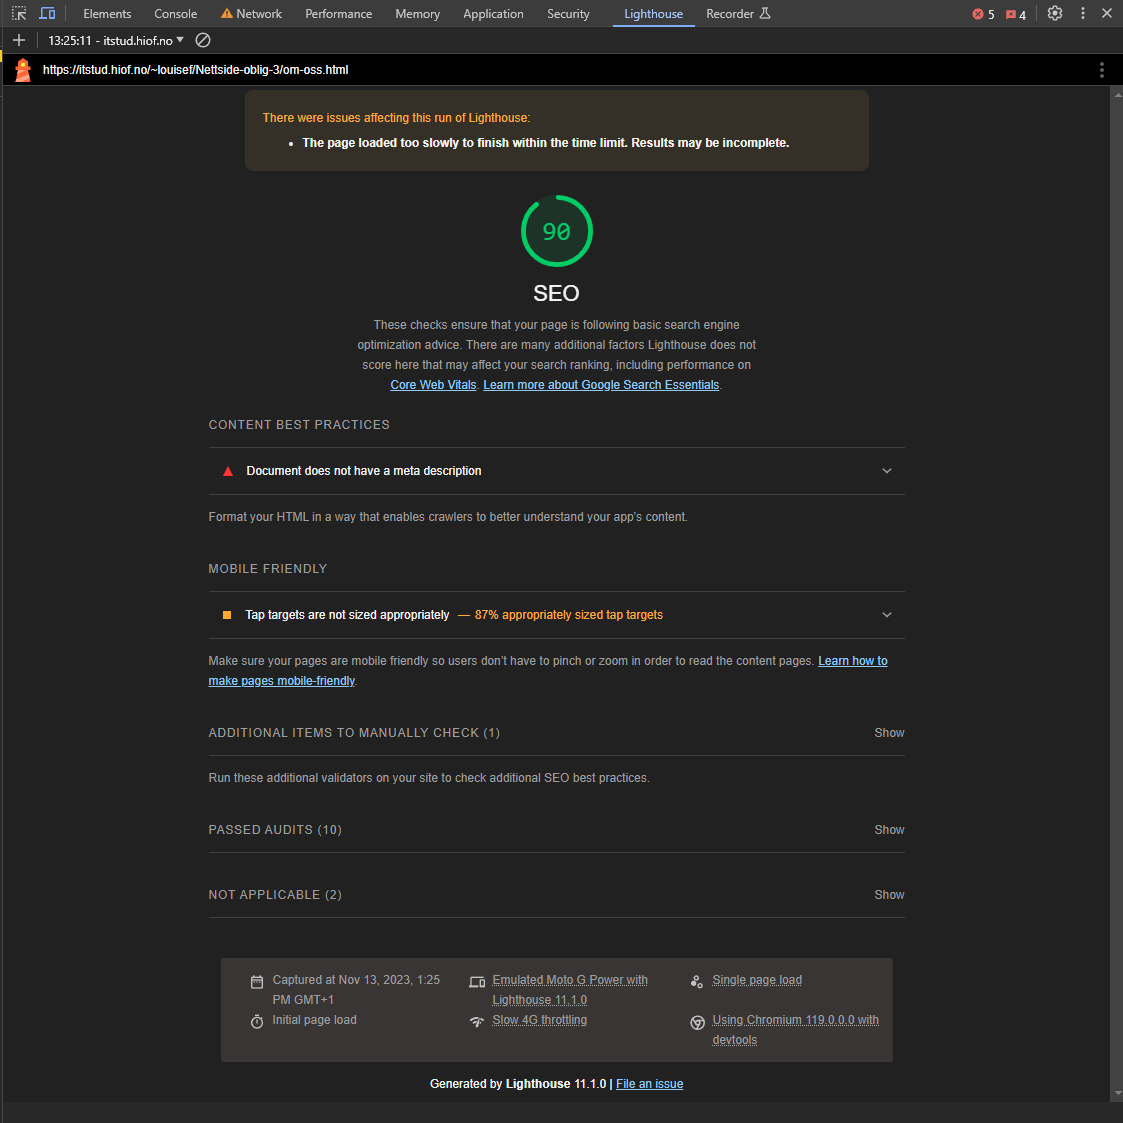 Elements Console Network Performance Memory Application Security Lighthouse Recorder 5 4
13:25:11 - itstud.hiof.no
https://itstud.hiof.no/~louisef/Nettside-oblig-3/om-oss.html
There were issues affecting this run of Lighthouse:
• The page loaded too slowly to finish within the time limit. Results may be incomplete.
90
SEO
These checks ensure that your page is following basic search engine
optimization advice. There are many additional factors Lighthouse does not
score here that may affect your search ranking, including performance on
Core Web Vitals. Learn more about Google Search Essentials.
CONTENT BEST PRACTICES
Document does not have a meta description
Format your HTML in a way that enables crawlers to better understand your app's content.
MOBILE FRIENDLY
Tap targets are not sized appropriately — 87% appropriately sized tap targets
Make sure your pages are mobile friendly so users don't have to pinch or zoom in order to read the content pages. Learn how to
make pages mobile-friendly.
ADDITIONAL ITEMS TO MANUALLY CHECK (1) Show
Run these additional validators on your site to check additional SEO best practices.
PASSED AUDITS (10) Show
NOT APPLICABLE (2) Show
Captured at Nov 13, 2023, 1:25
PM GMT+1
Emulated Moto G Power with
Lighthouse 11.1.0
Single page load
Initial page load
Slow 4G throttling
Using Chromium 119.0.0.0 with
devtools
Generated by Lighthouse 11.1.0 | File an issue